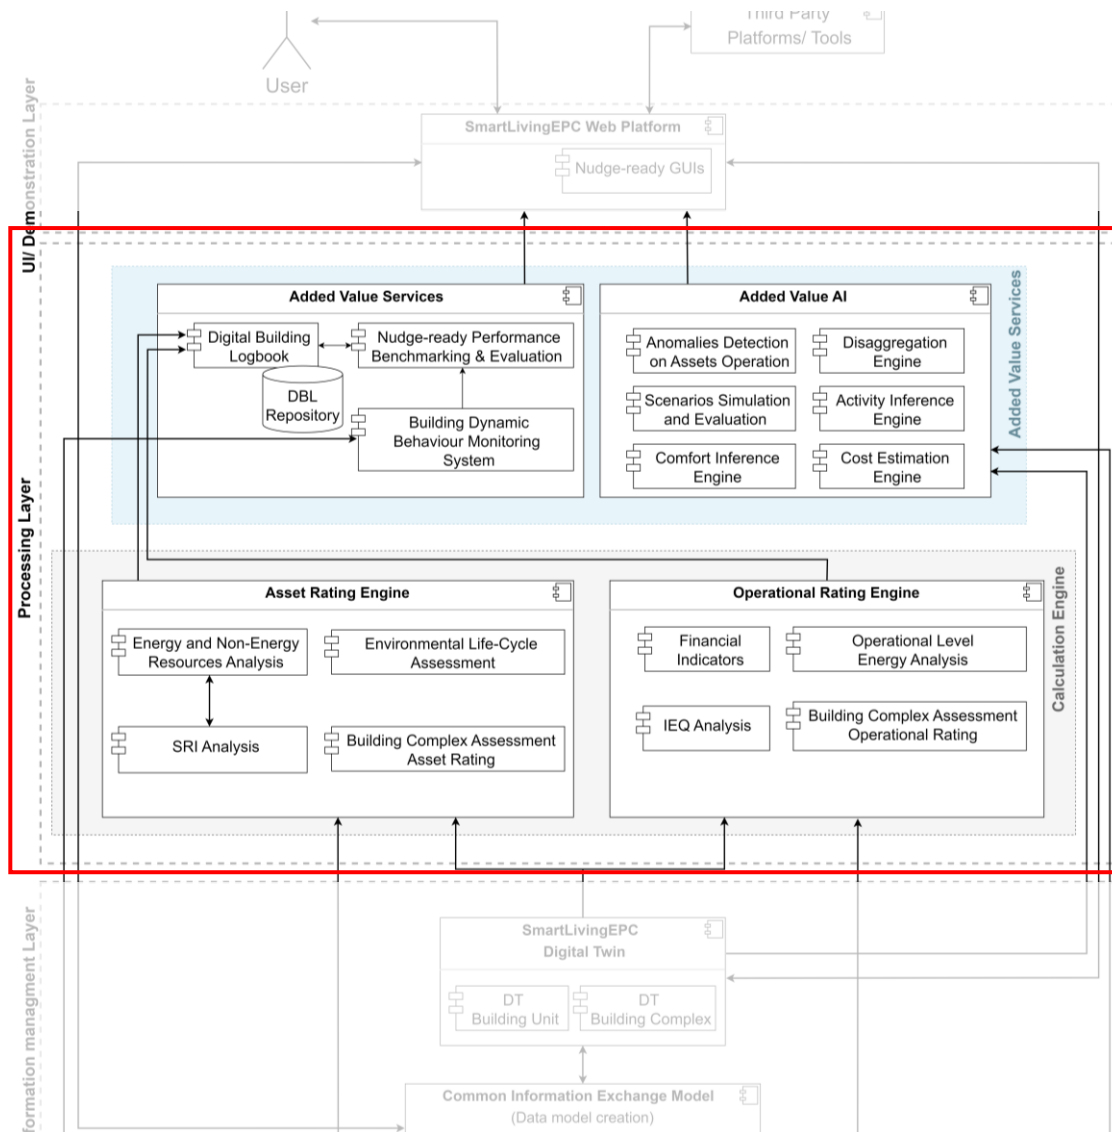 Third Party
Platforms/ Tools
User
UI/ Demonstration Layer
SmartLivingEPC Web Platform
Nudge-ready GUIs
Processing Layer
Added Value Services
Added Value Services
Digital Building
Logbook
DBL
Repository
Nudge-ready Performance
Benchmarking & Evaluation
Building Dynamic
Behaviour Monitoring
System
Added Value AI
Anomalies Detection
on Assets Operation
Disaggregation
Engine
Scenarios Simulation
and Evaluation
Activity Inference
Engine
Comfort Inference
Engine
Cost Estimation
Engine
Calculation Engine
Asset Rating Engine
Energy and Non-Energy
Resources Analysis
Environmental Life-Cycle
Assessment
SRI Analysis
Building Complex Assessment
Asset Rating
Operational Rating Engine
Financial
Indicators
Operational Level
Energy Analysis
IEQ Analysis
Building Complex Assessment
Operational Rating
formation managment Layer
SmartLivingEPC
Digital Twin
DT
Building Unit
DT
Building Complex
Common Information Exchange Model
(Data model creation)